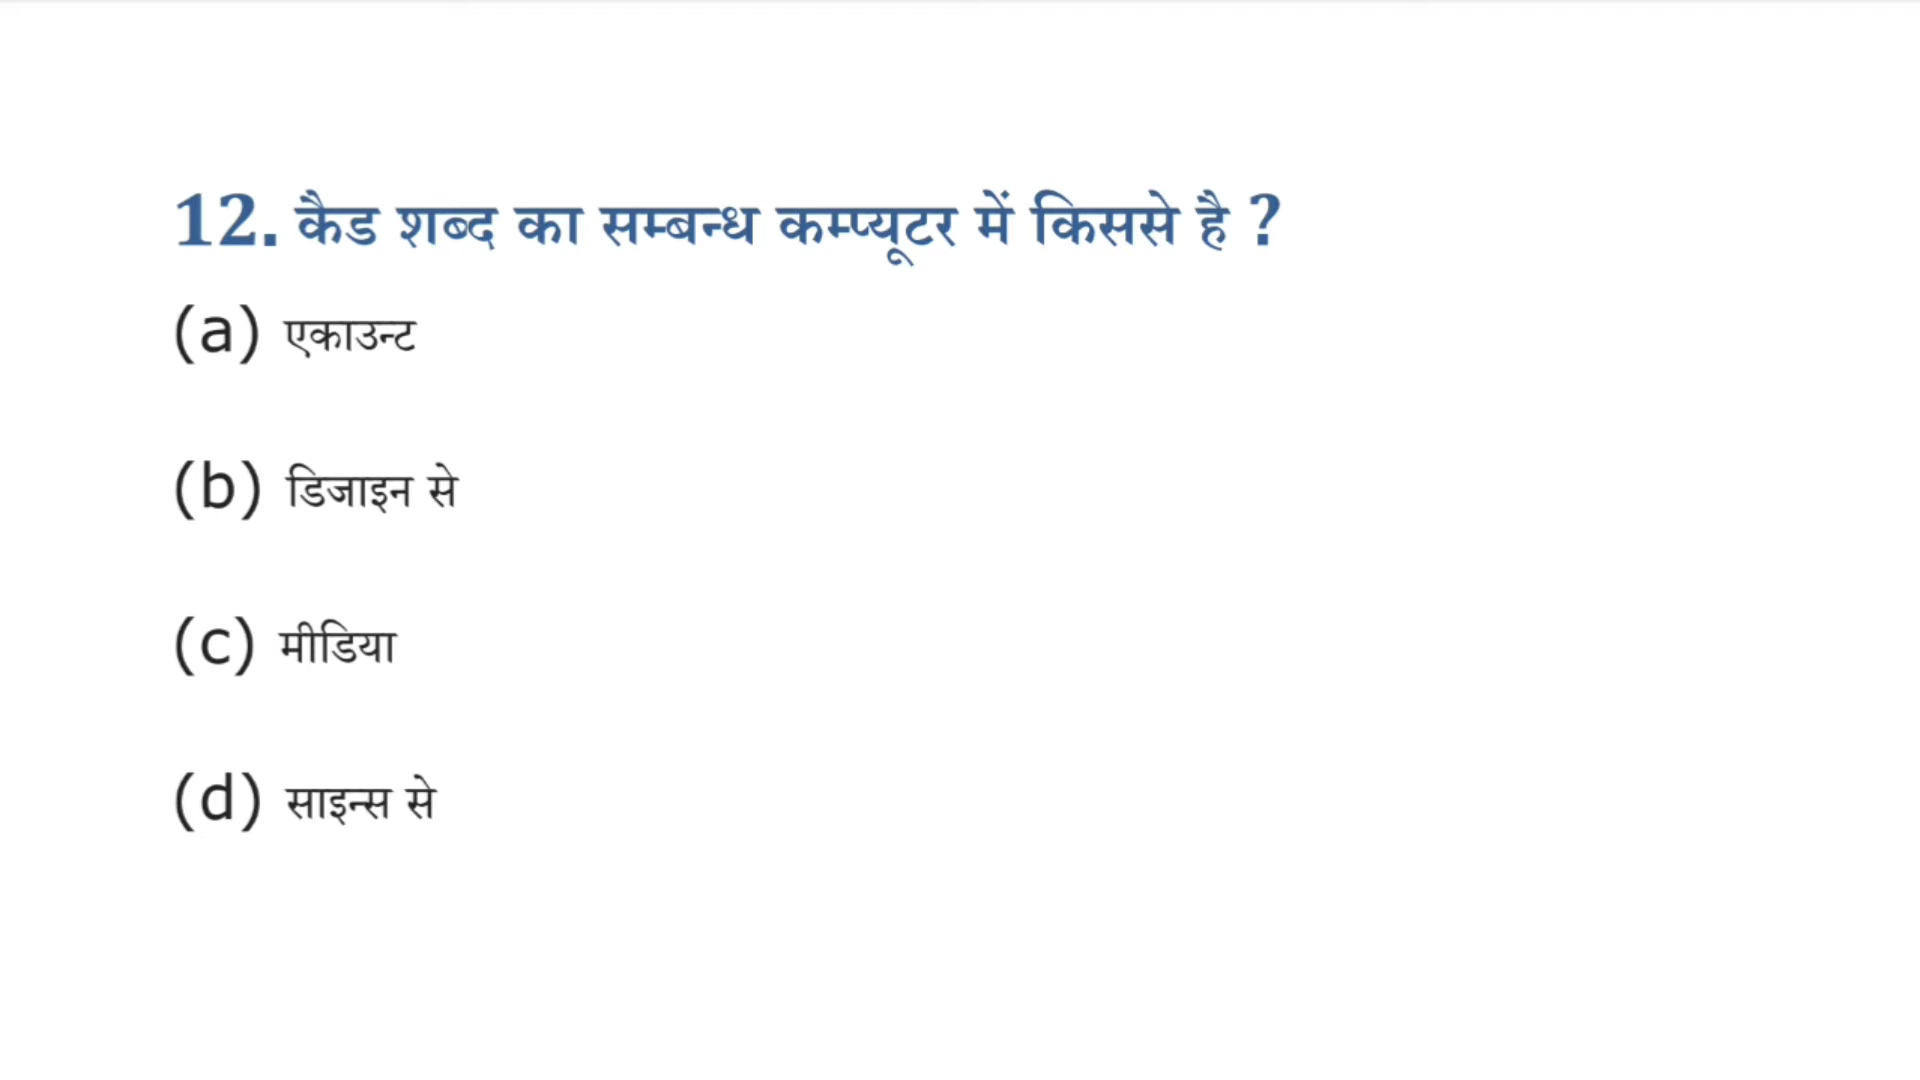 12. कैड शब्द का सम्बन्ध कम्प्यूटर में किससे है ?
(a) एकाउन्ट
(b) डिजाइन से
(c) मीडिया
(d) साइन्स से